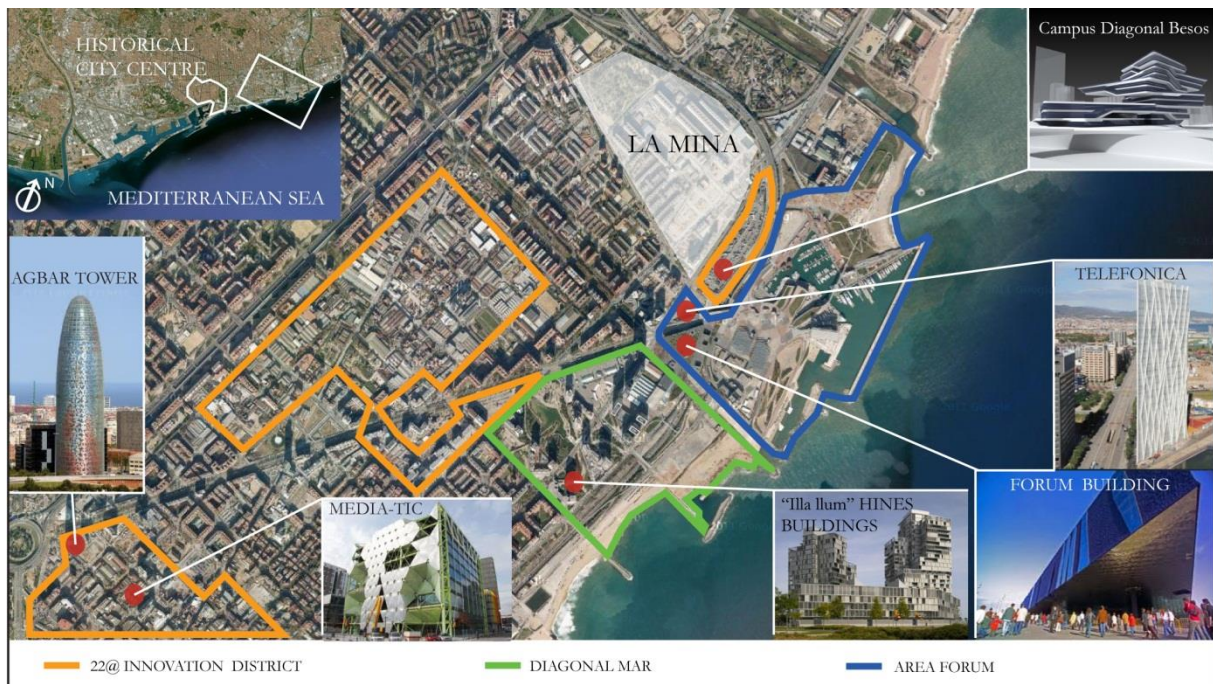 HISTORICAL
CITY CENTRE
N
MEDITERRANEAN SEA
LA MINA
Campus Diagonal Besos
AGBAR TOWER
TELEFONICA
MEDIA-TIC
"Illa llum" HINES
BUILDINGS
FORUM BUILDING
22@ INNOVATION DISTRICT
DIAGONAL MAR
AREA FORUM